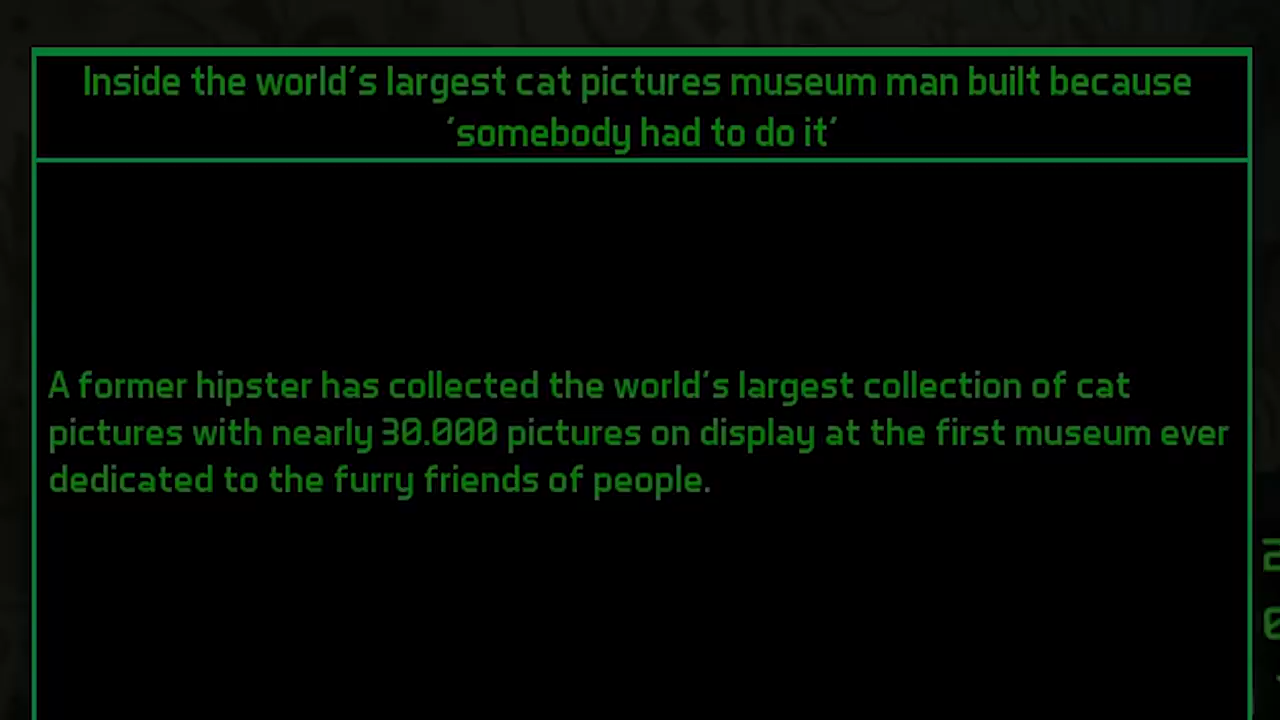 Inside the world's largest cat pictures museum man built because
'somebody had to do it'
A former hipster has collected the world's largest collection of cat
pictures with nearly 30.000 pictures on display at the first museum ever
dedicated to the furry friends of people.